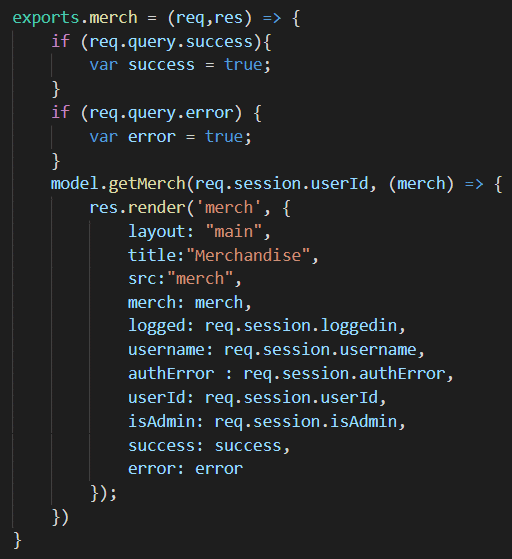 exports.merch = (req,res) => {
    if (req.query.success){
        var success = true;
    }
    if (req.query.error) {
        var error = true;
    }
    model.getMerch(req.session.userId, (merch) => {
        res.render('merch', {
            layout: "main",
            title:"Merchandise",
            src:"merch",
            merch: merch,
            logged: req.session.loggedin,
            username: req.session.username,
            authError : req.session.authError,
            userId: req.session.userId,
            isAdmin: req.session.isAdmin,
            success: success,
            error: error
        });
    })
}